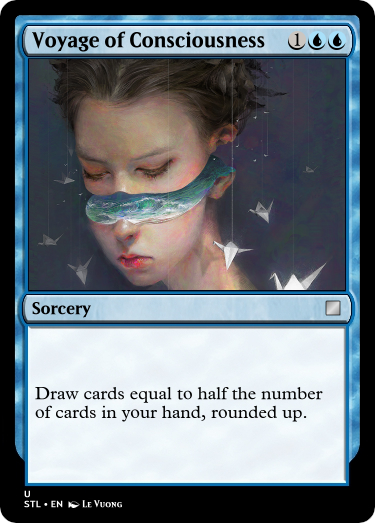 Voyage of Consciousness 1
Sorcery
Draw cards equal to half the number
of cards in your hand, rounded up.
U
STL • EN Le Vuong